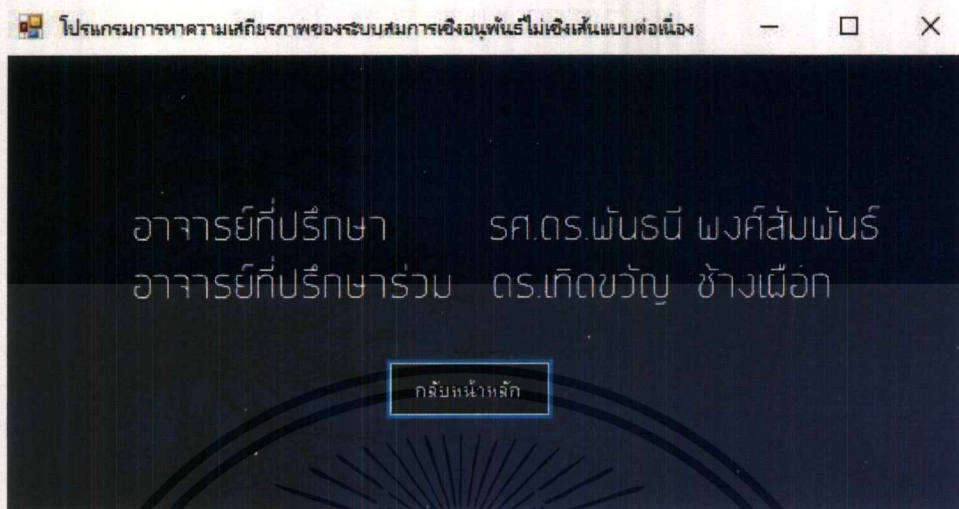 โปรแกรมการหาความเสถียรภาพของระบบสมการเชิงอนุพันธ์ไม่เชิงเส้นแบบต่อเนื่อง
อาจารย์ที่ปรึกษา รศ.ดร.พันธนี พงศ์สัมพันธ์
อาจารย์ที่ปรึกษาร่วม ดร.เทิดขวัญ ช้างเผือก
กลับหน้าหลัก